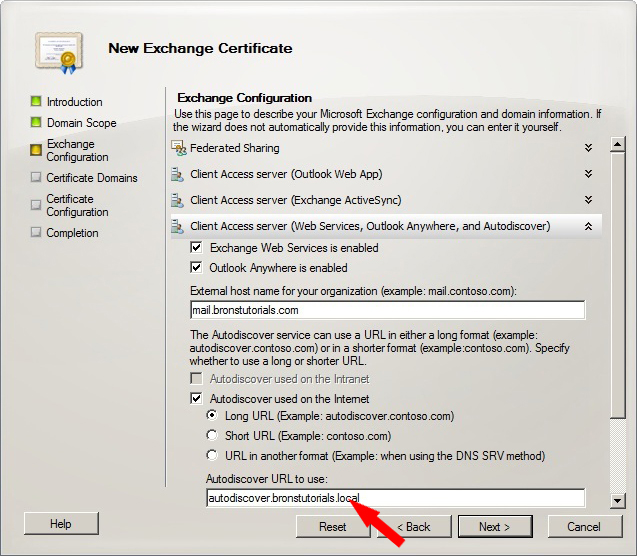 New Exchange Certificate
Introduction
Domain Scope
Exchange
Configuration
Certificate Domains
Certificate
Configuration
Completion
Exchange Configuration
Use this page to describe your Microsoft Exchange configuration and domain information. If
the wizard does not automatically provide this information, you can enter it yourself.
Federated Sharing
Client Access server (Outlook Web App)
Client Access server (Exchange ActiveSync)
Client Access server (Web Services, Outlook Anywhere, and Autodiscover)
Exchange Web Services is enabled
Outlook Anywhere is enabled
External host name for your organization (example: mail.contoso.com):
mail.bronstutorials.com
The Autodiscover service can use a URL in either a long format (example:
autodiscover.contoso.com) or in a shorter format (example:contoso.com). Specify
whether to use a long or shorter URL.
Autodiscover used on the Intranet
Autodiscover used on the Internet
Long URL (Example: autodiscover.contoso.com)
Short URL (Example: contoso.com)
URL in another format (Example: when using the DNS SRV method)
Autodiscover URL to use:
autodiscover.bronstutorials.local
Help
Reset
< Back
Next >
Cancel